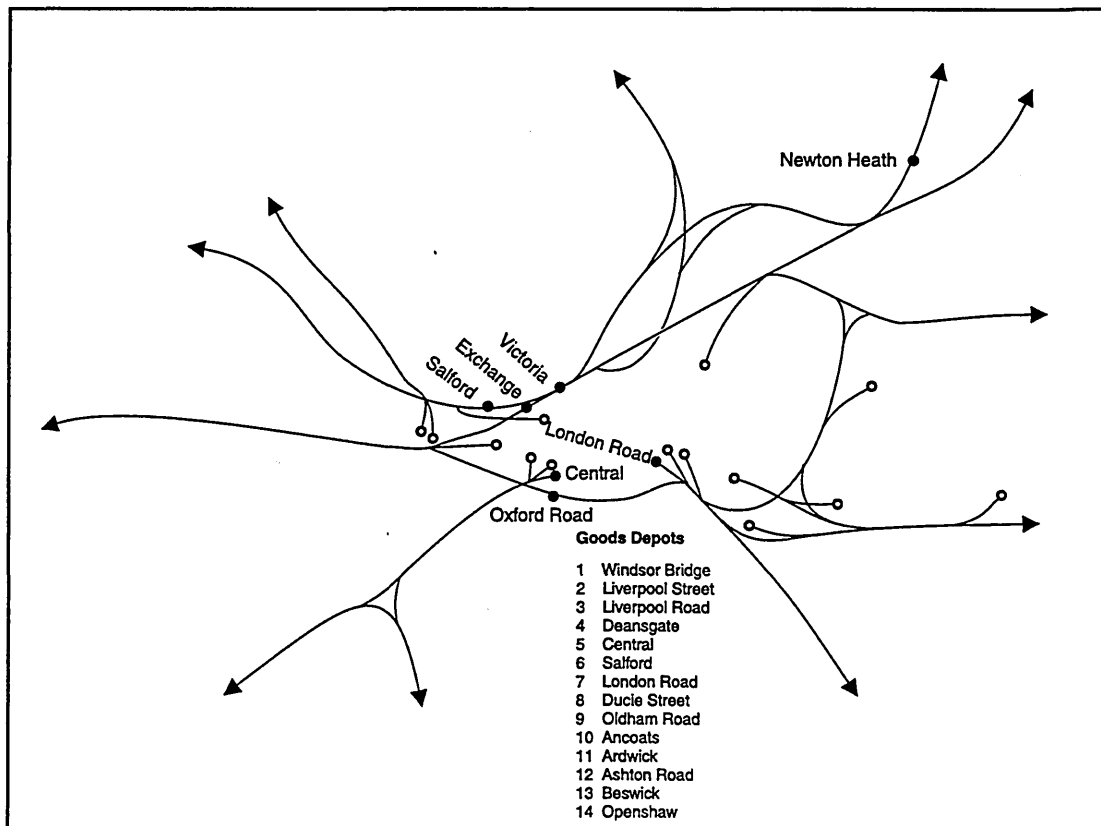 Newton Heath
Victoria
Exchange
Salford
London Road
Central
Oxford Road
Goods Depots
1 Windsor Bridge
2 Liverpool Street
3 Liverpool Road
4 Deansgate
5 Central
6 Salford
7 London Road
8 Ducie Street
9 Oldham Road
10 Ancoats
11 Ardwick
12 Ashton Road
13 Beswick
14 Openshaw